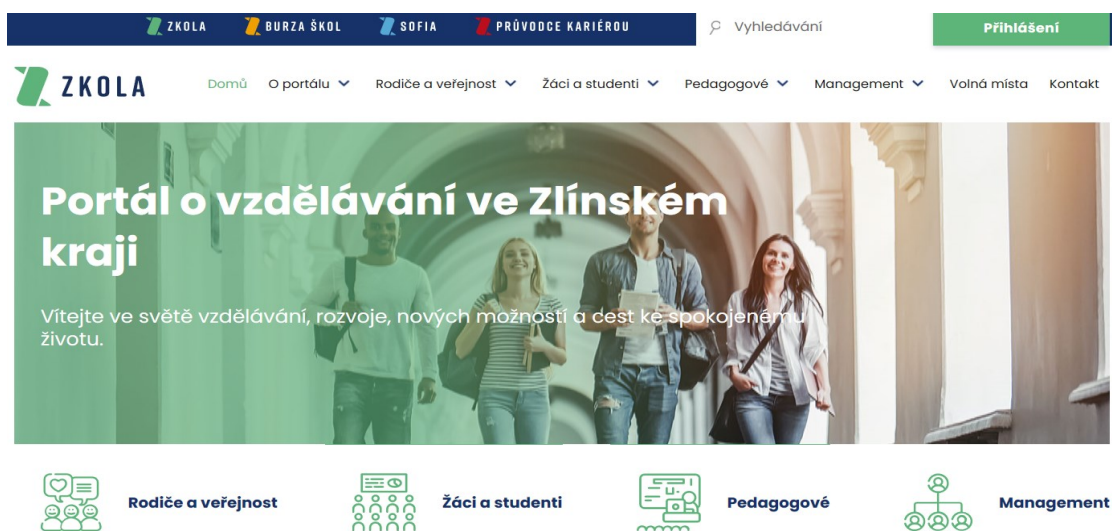 ZKOLA BURZA ŠKOL SOFIA PRŮVODCE KARIÉROU Vyhledávání Přihlášení
ZKOLA Domů O portálu Rodiče a veřejnost Žáci a studenti Pedagogové Management Volná místa Kontakt
Portál o vzdělávání ve Zlínském
kraji
Vítejte ve světě vzdělávání, rozvoje, nových možností a cest ke spokojenému
životu.
Rodiče a veřejnost Žáci a studenti Pedagogové Management